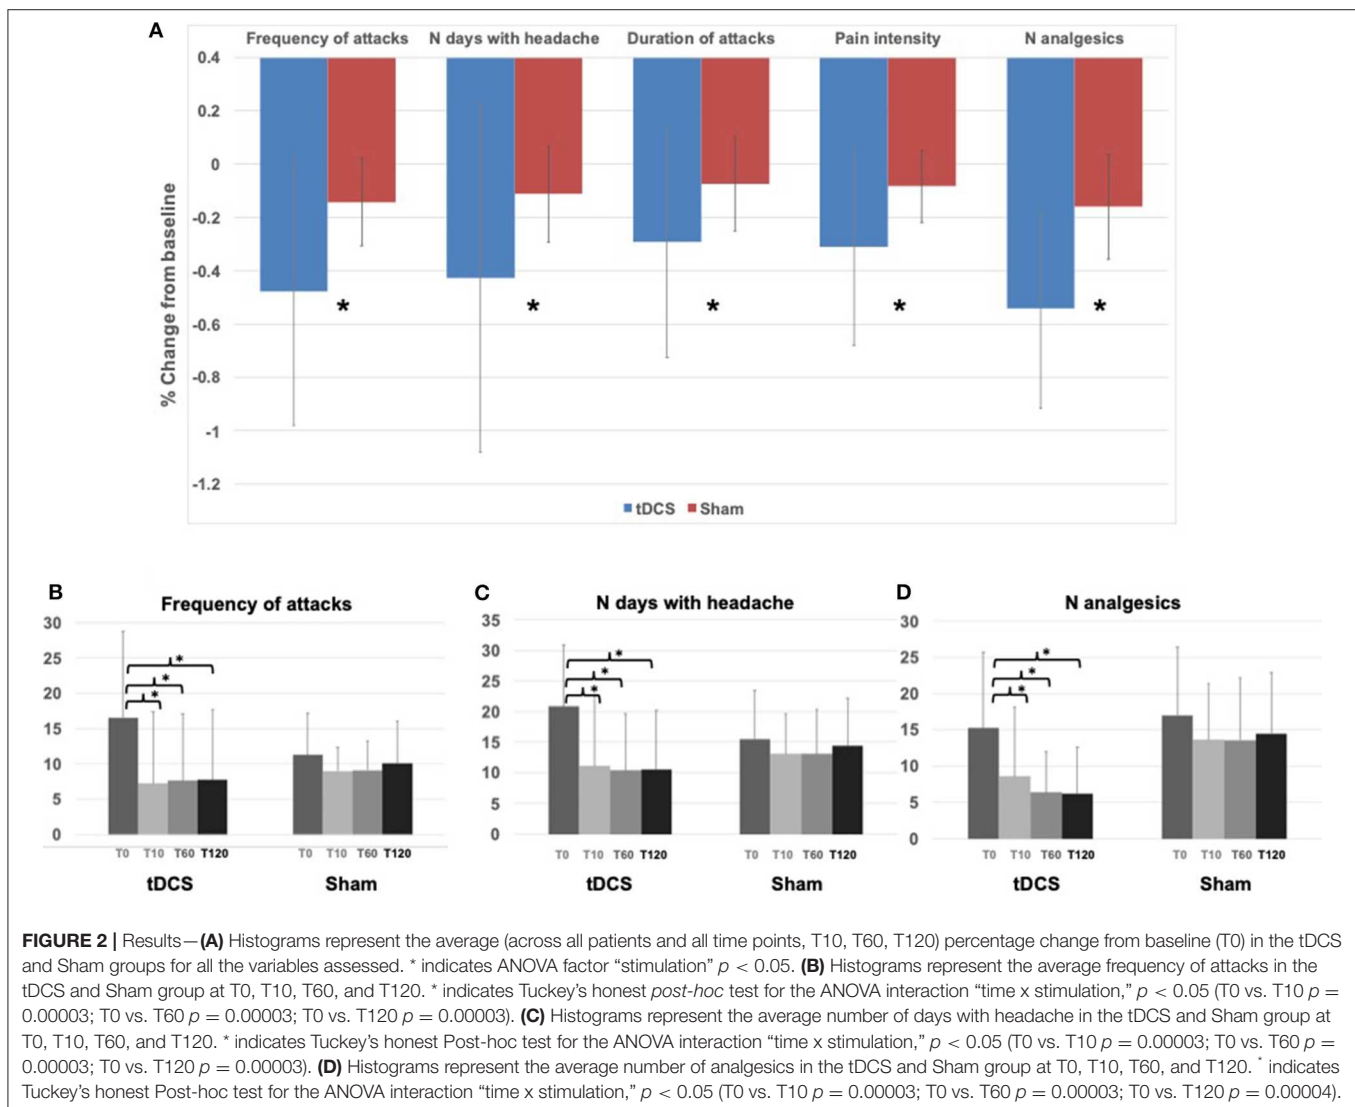 A
Frequency of attacks N days with headache Duration of attacks Pain intensity N analgesics
0.4
0.2
0
-0.2
-0.4
-0.6
-0.8
-1
-1.2
% Change from baseline
* * * * *
tDCS Sham
B
Frequency of attacks
30
25
20
15
10
5
0
* * *
T0 T10 T60 T120 T0 T10 T60 T120
tDCS Sham
C
N days with headache
35
30
25
20
15
10
5
0
* * *
T0 T10 T60 T120 T0 T10 T60 T120
tDCS Sham
D
N analgesics
30
25
20
15
10
5
0
* * *
T0 T10 T60 T120 T0 T10 T60 T120
tDCS Sham
FIGURE 2 | Results—(A) Histograms represent the average (across all patients and all time points, T10, T60, T120) percentage change from baseline (T0) in the tDCS
and Sham groups for all the variables assessed. * indicates ANOVA factor “stimulation” p < 0.05. (B) Histograms represent the average frequency of attacks in the
tDCS and Sham group at T0, T10, T60, and T120. * indicates Tuckey’s honest post-hoc test for the ANOVA interaction “time x stimulation,” p < 0.05 (T0 vs. T10 p =
0.00003; T0 vs. T60 p = 0.00003; T0 vs. T120 p = 0.00003). (C) Histograms represent the average number of days with headache in the tDCS and Sham group at
T0, T10, T60, and T120. * indicates Tuckey’s honest Post-hoc test for the ANOVA interaction “time x stimulation,” p < 0.05 (T0 vs. T10 p = 0.00003; T0 vs. T60 p =
0.00003; T0 vs. T120 p = 0.00003). (D) Histograms represent the average number of analgesics in the tDCS and Sham group at T0, T10, T60, and T120. * indicates
Tuckey’s honest Post-hoc test for the ANOVA interaction “time x stimulation,” p < 0.05 (T0 vs. T10 p = 0.00003; T0 vs. T60 p = 0.00003; T0 vs. T120 p = 0.00004).